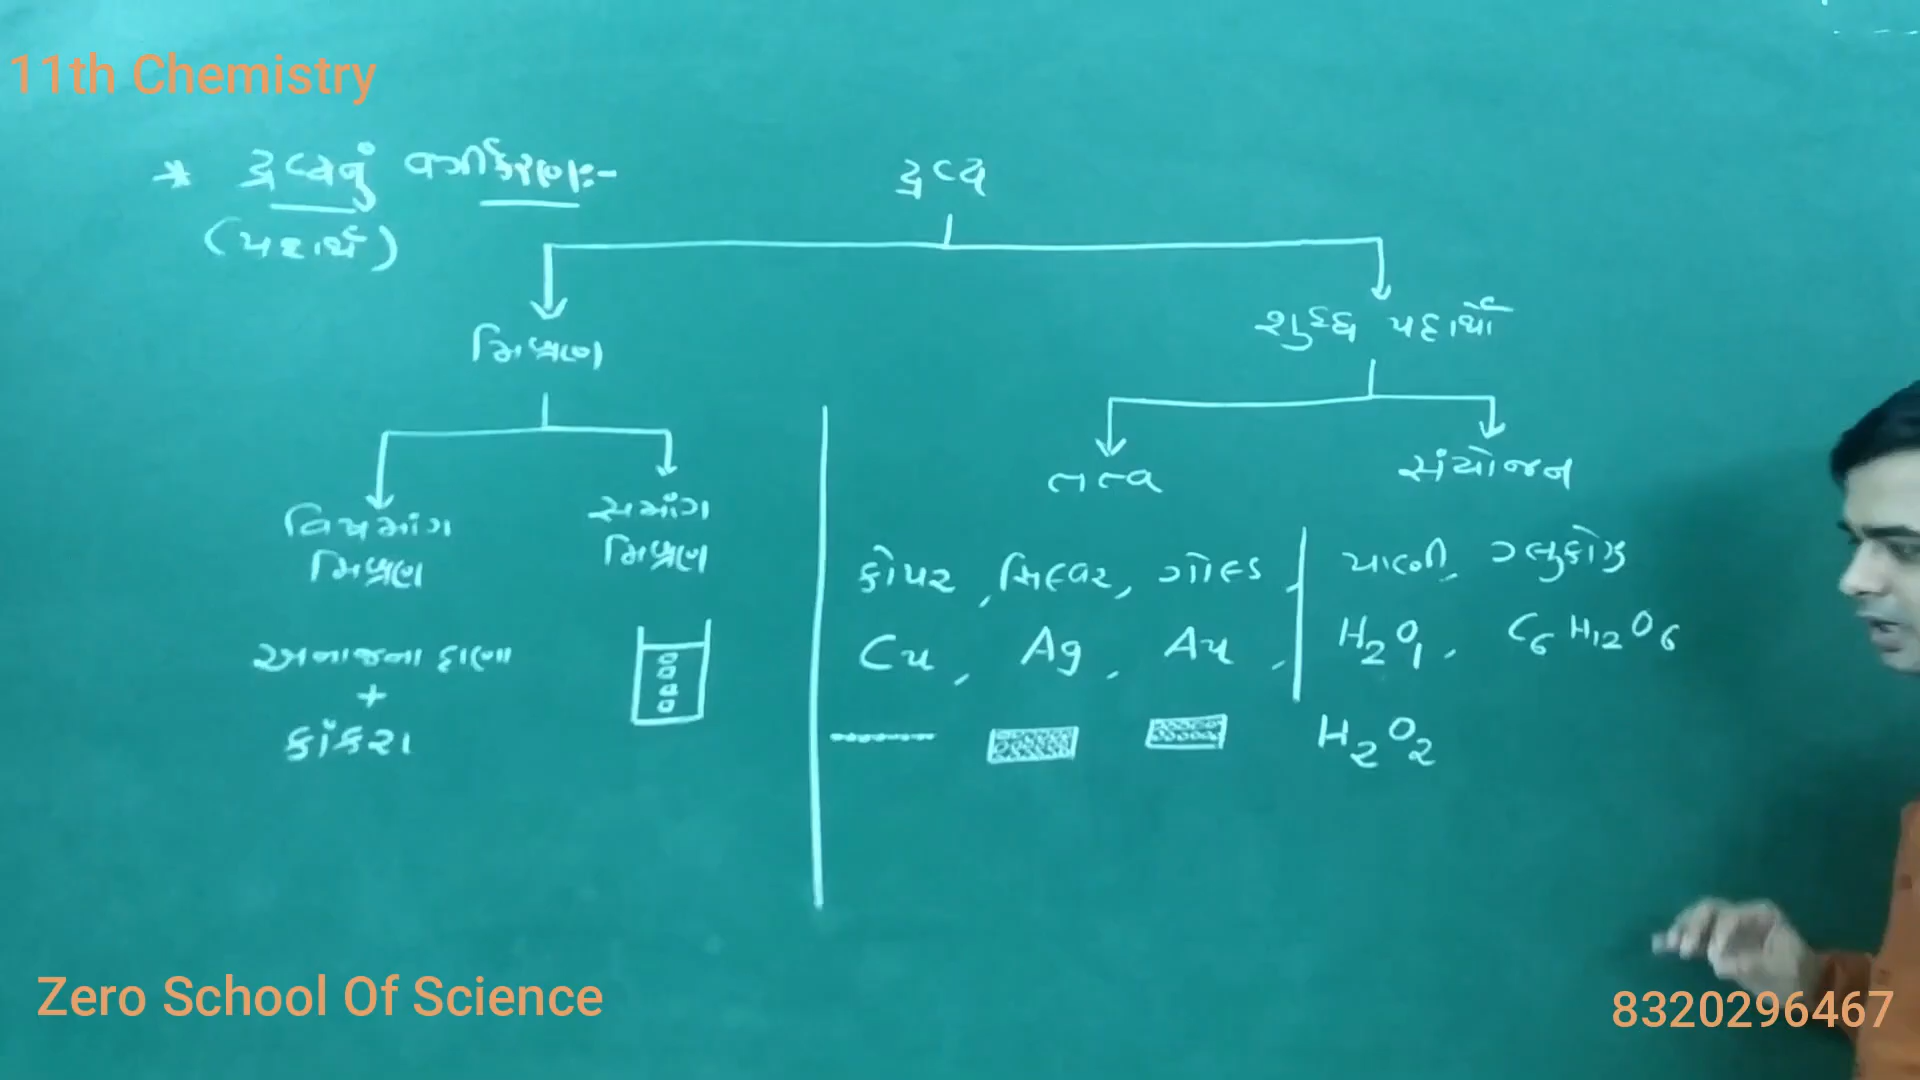 11th Chemistry
* દ્રવ્યનું વર્ગીકરણ:-
(પદાર્થ)
દ્રવ્ય
મિશ્રણ
શુદ્ધ પદાર્થો
વિષમાંગ
મિશ્રણ
સમાંગ
મિશ્રણ
તત્વ
સંયોજન
અનાજના દાણા
+
કાંકરા
કોપર, સિલ્વર, ગોલ્ડ,
Cu, Ag, Au,
પાણી, ગ્લુકોઝ
H2O, C6H12O6
H2O2
Zero School Of Science
8320296467